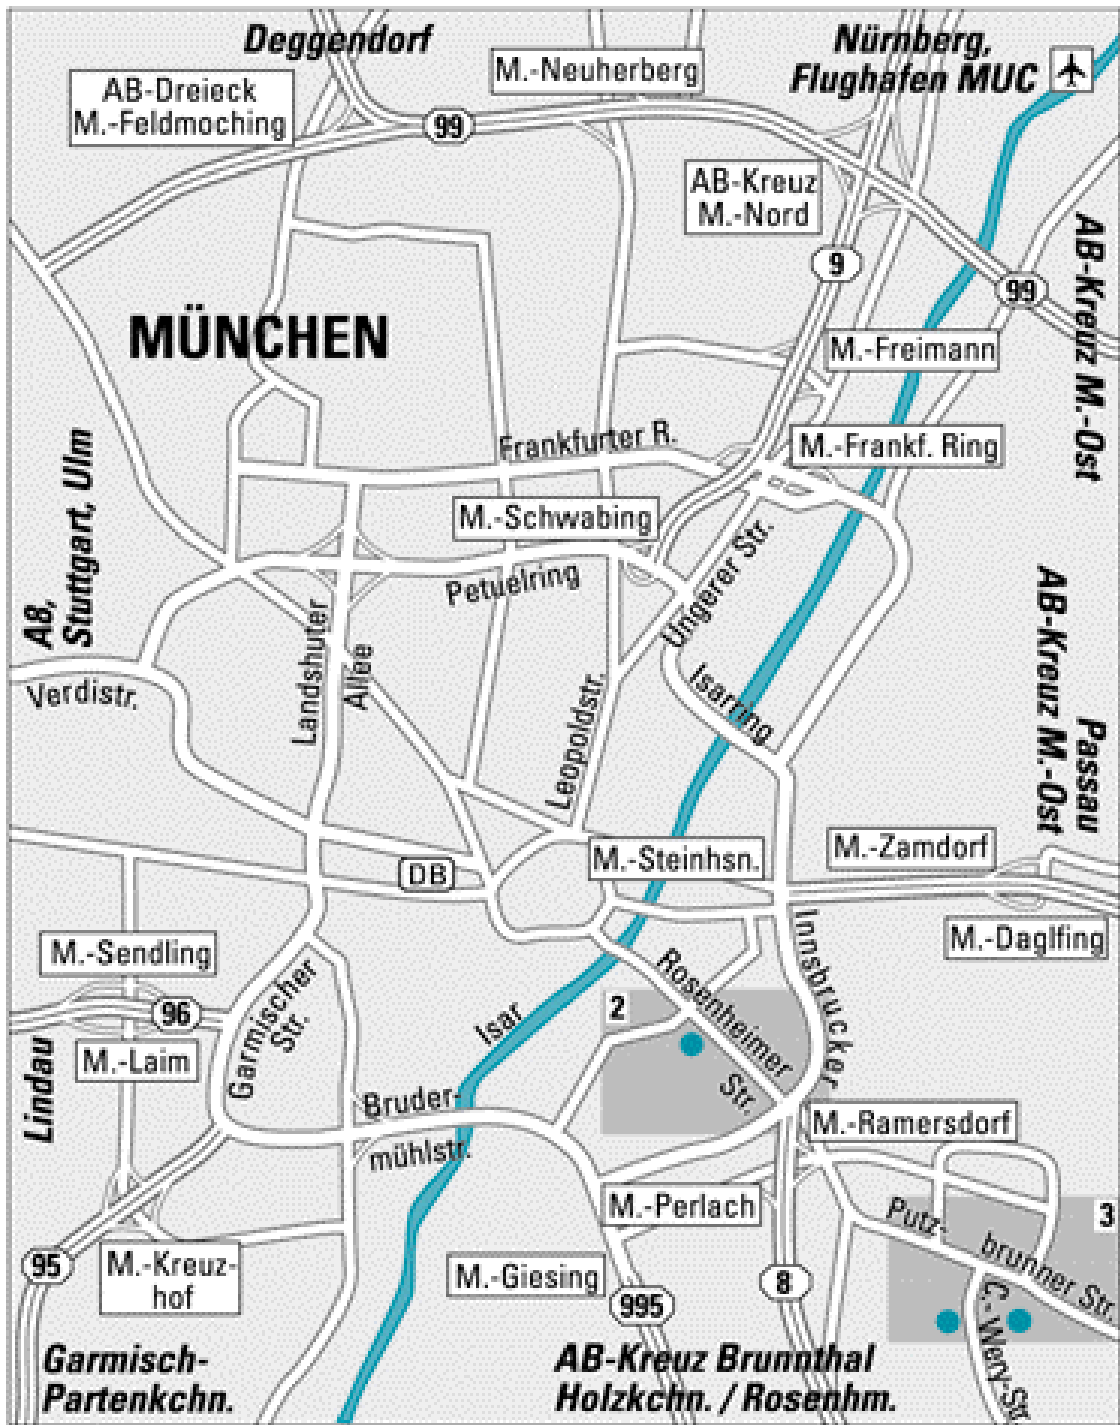 Deggendorf
Nürnberg,
Flughafen MUC
M.-Neuherberg
AB-Dreieck
M.-Feldmoching
99
AB-Kreuz
M.-Nord
9
99
AB-Kreuz M.-Ost
MÜNCHEN
M.-Freimann
Frankfurter R.
M.-Frankf. Ring
M.-Schwabing
A8,
Stuttgart, Ulm
Petuelring
Ungerer Str.
Landshuter
Allee
Verdistr.
Isarring
Leopoldstr.
Passau
AB-Kreuz M.-Ost
M.-Steinhsn.
M.-Zamdorf
DB
M.-Daglfing
M.-Sendling
Innsbrucker
Rosenheimer
Str.
2
96
Garmischer
Str.
Isar
M.-Laim
Lindau
Bruder-
mühlstr.
M.-Ramersdorf
M.-Perlach
Putz-
brunner Str.
3
95
M.-Kreuz-
hof
M.-Giesing
995
8
C.-Wery-St
Garmisch-
Partenkchn.
AB-Kreuz Brunnthal
Holzkchn. / Rosenhm.